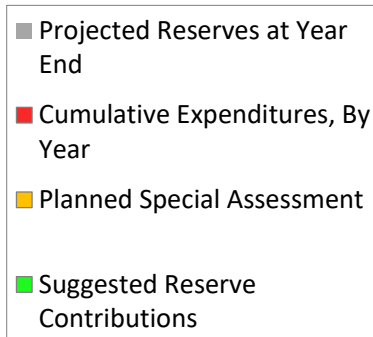 Projected Reserves at Year
End
Cumulative Expenditures, By
Year
Planned Special Assessment
Suggested Reserve
Contributions